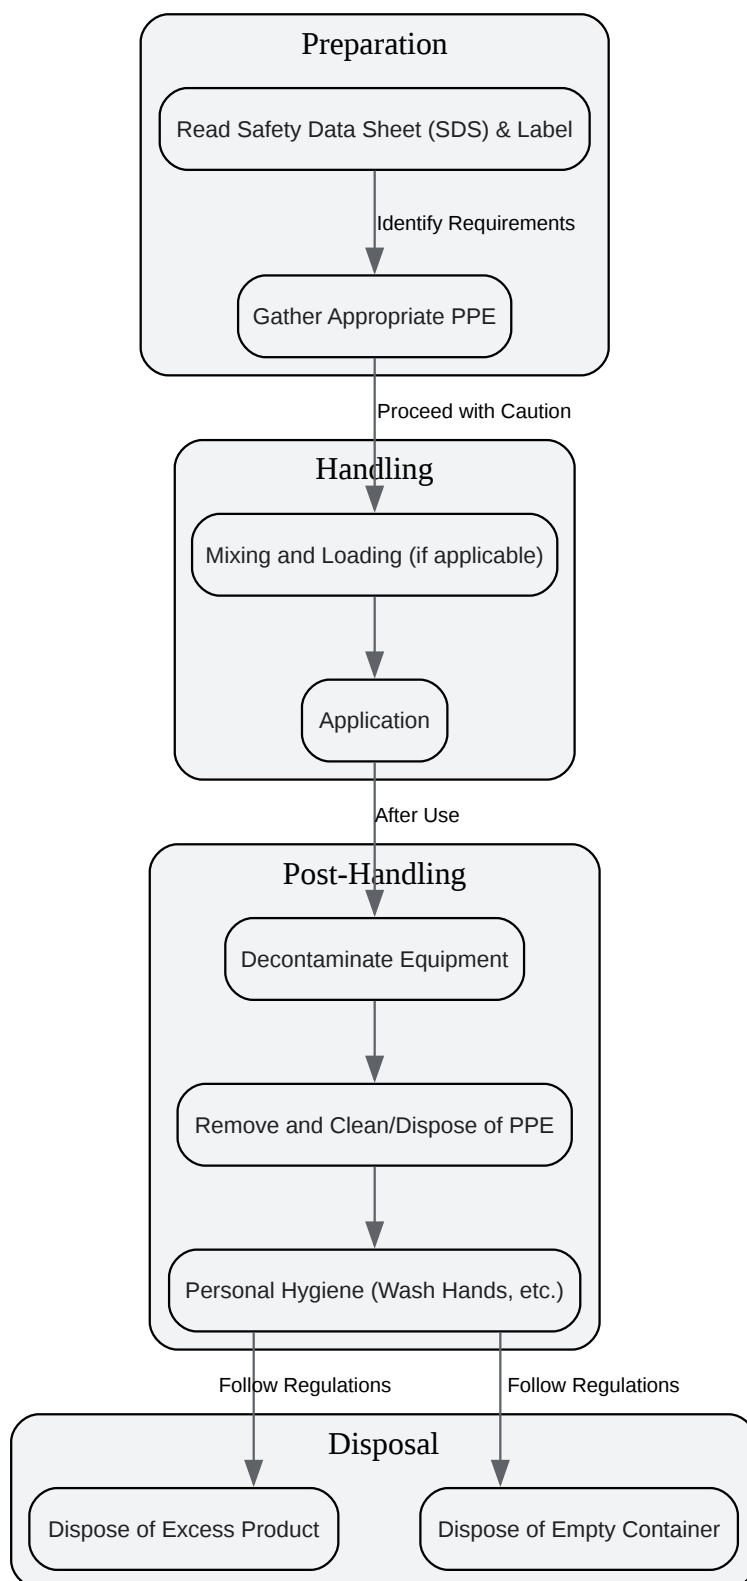 Preparation
Read Safety Data Sheet (SDS) & Label
Identify Requirements
Gather Appropriate PPE
Proceed with Caution
Handling
Mixing and Loading (if applicable)
Application
After Use
Post-Handling
Decontaminate Equipment
Remove and Clean/Dispose of PPE
Personal Hygiene (Wash Hands, etc.)
Follow Regulations
Follow Regulations
Disposal
Dispose of Excess Product
Dispose of Empty Container